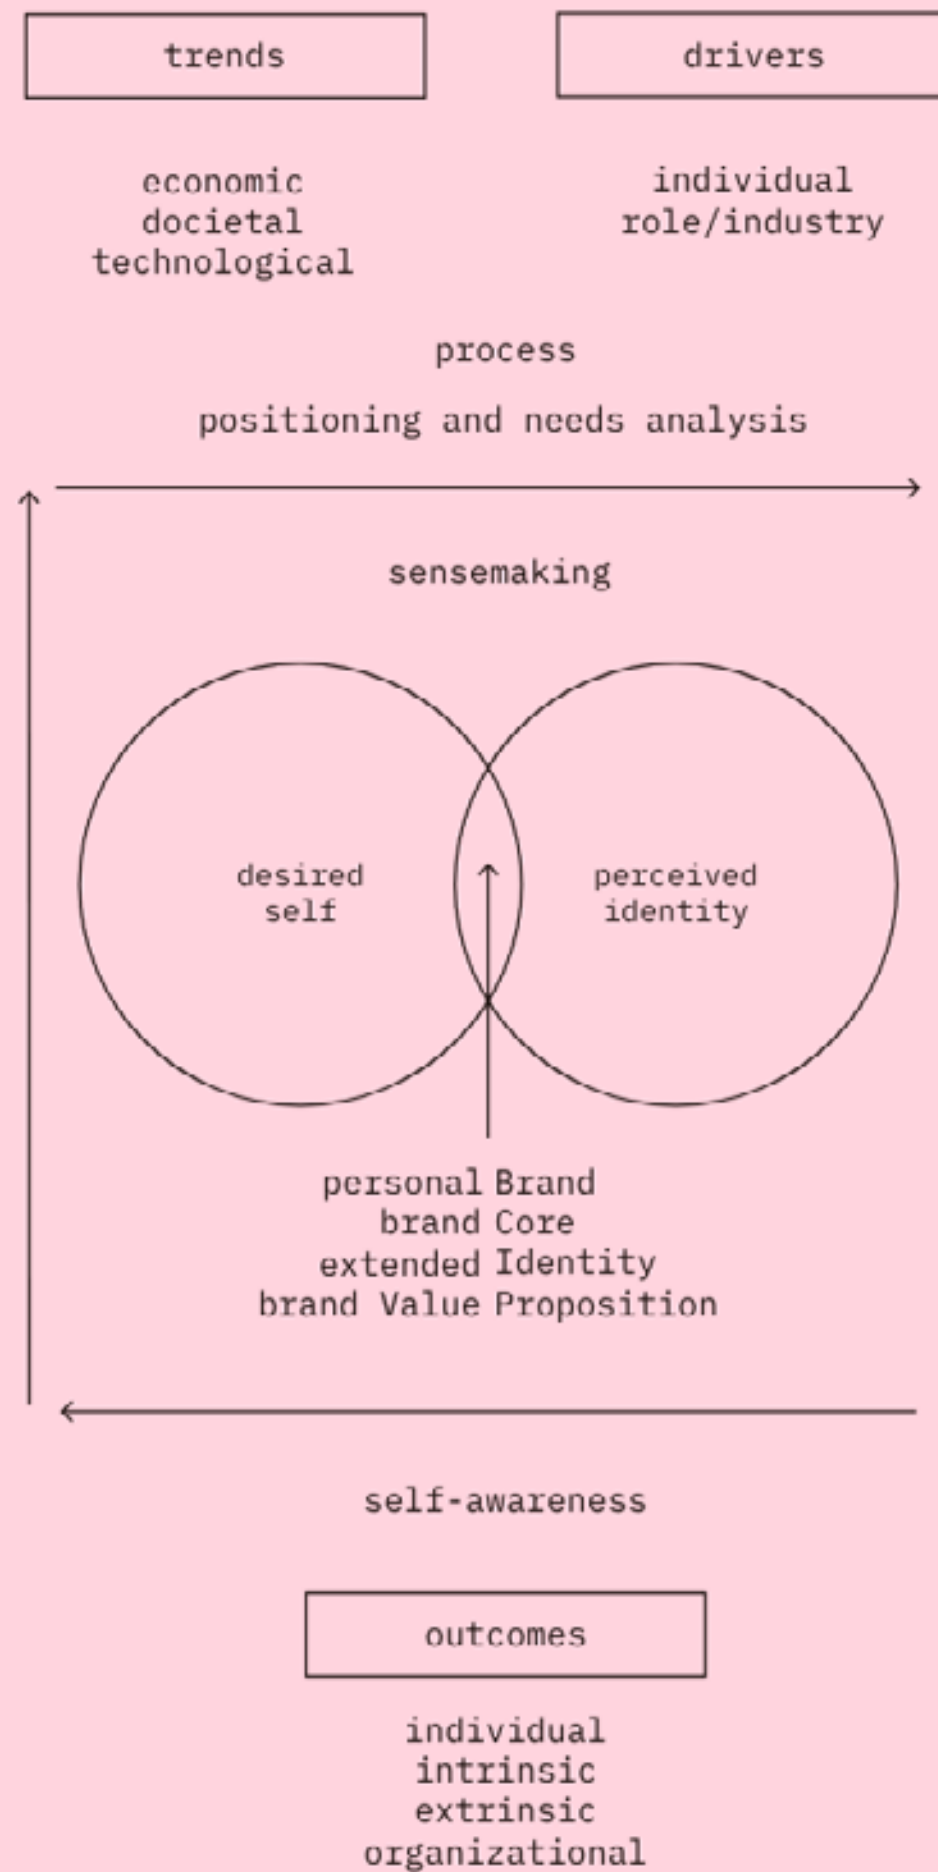 trends
drivers
economic
docietal
technological
individual
role/industry
process
positioning and needs analysis
sensemaking
desired
self
perceived
identity
personal Brand
brand Core
extended Identity
brand Value Proposition
self-awareness
outcomes
individual
intrinsic
extrinsic
organizational